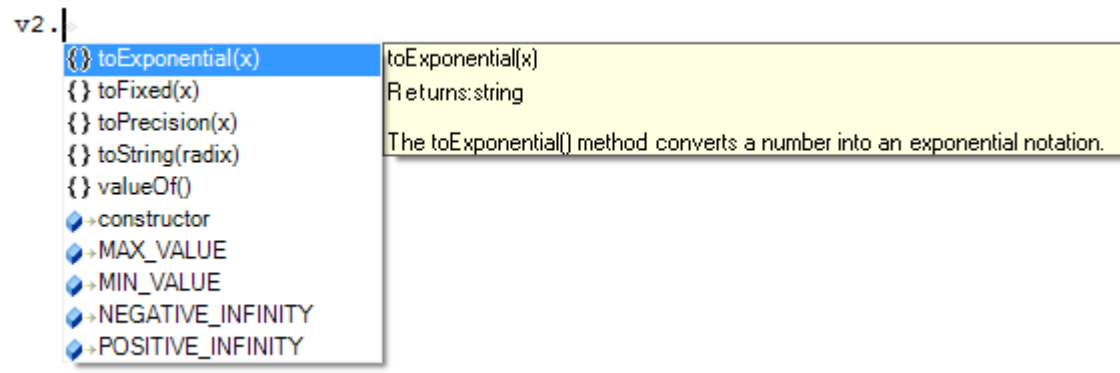 v2.
{} toExponential(x)
{} toFixed(x)
{} toPrecision(x)
{} toString(radix)
{} valueOf()
constructor
MAX_VALUE
MIN_VALUE
NEGATIVE_INFINITY
POSITIVE_INFINITY
toExponential(x)
Returns:string
The toExponential() method converts a number into an exponential notation.